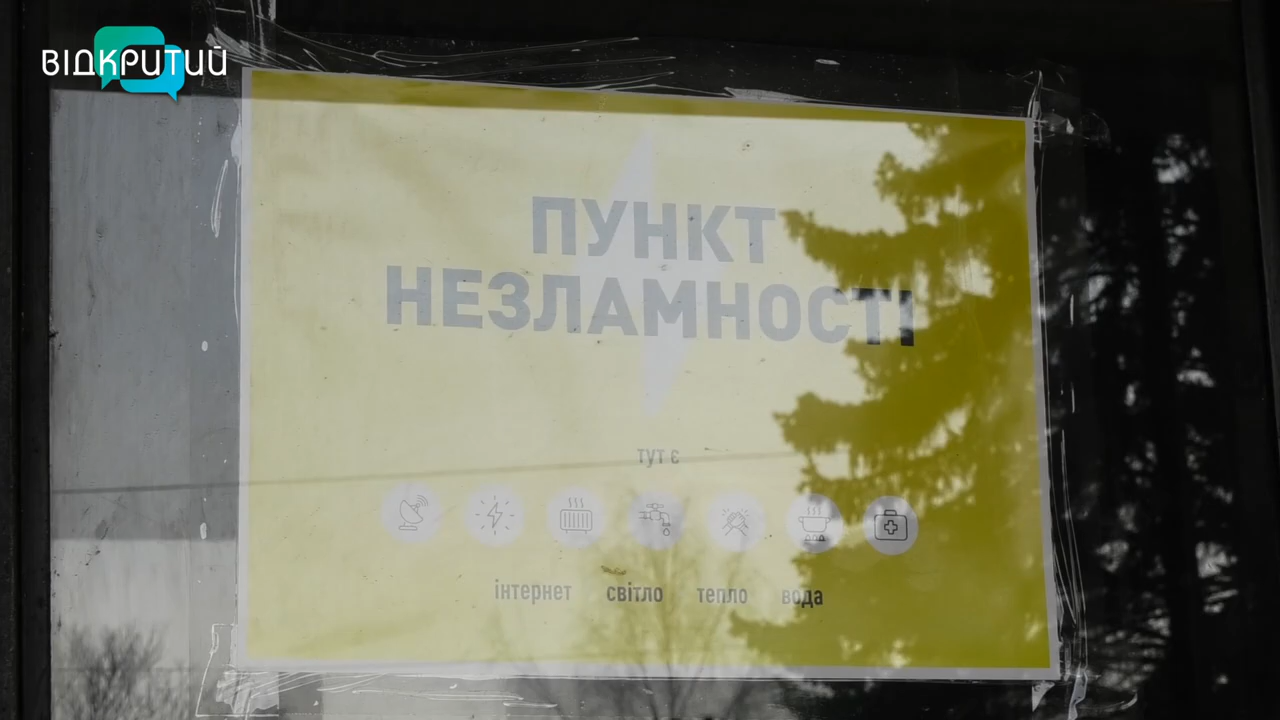 ВІДКРИТИЙ
ПУНКТ
НЕЗЛАМНОСТІ
тут є
інтернет світло тепло вода